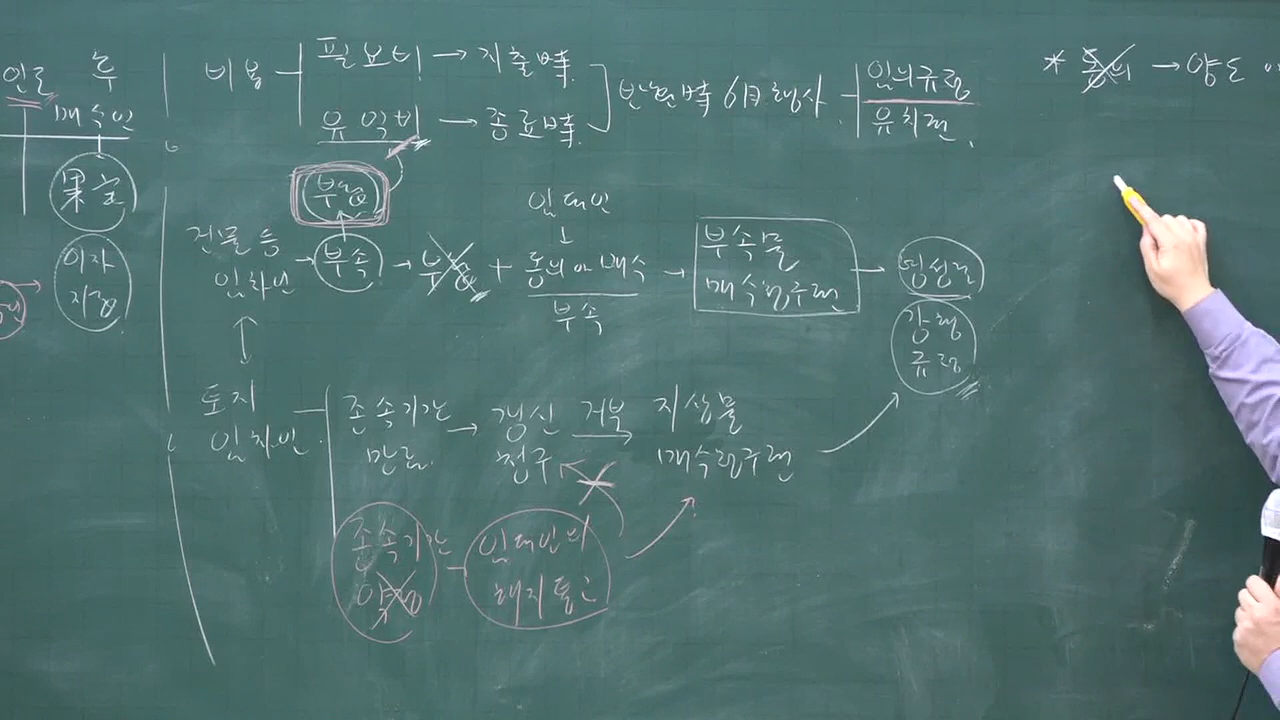 인도 후
매수인
果실
이자
지급
비용
필요비 → 지출時
유익비 → 종료時
반환時 6月 행사
임의규정
유치권
* 동의 → 양도
부합
건물 등
임차인
→ 부속 → 부합 +
임대인
↓
동의 or 매수
부속
→ 부속물
매수청구권
→ 형성권
강행
규정
토지
임차인
존속기간
만료
→ 갱신
청구
거부
→ 지상물
매수청구권
존속기간
약정
임대인의
해지통고